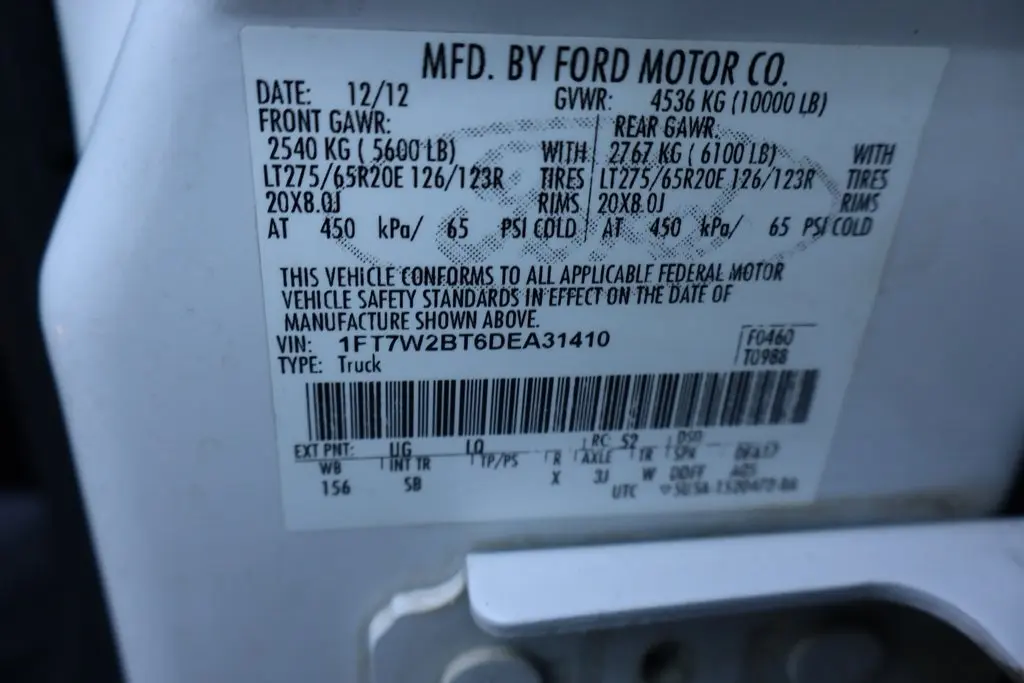 MFD. BY FORD MOTOR CO.
DATE: 12/12 GVWR: 4536 KG (10000 LB)
FRONT GAWR: REAR GAWR:
2540 KG ( 5600 LB) WITH 2767 KG ( 6100 LB) WITH
LT275/65R20E 126/123R TIRES LT275/65R20E 126/123R TIRES
20X8.0J RIMS 20X8.0J RIMS
AT 450 kPa/ 65 PSI COLD AT 450 kPa/ 65 PSI COLD
THIS VEHICLE CONFORMS TO ALL APPLICABLE FEDERAL MOTOR
VEHICLE SAFETY STANDARDS IN EFFECT ON THE DATE OF
MANUFACTURE SHOWN ABOVE.
VIN: 1FT7W2BT6DEA31410 F0460
TYPE: Truck T0988
EXT PNT: UG LQ RC: 52 DSO
WB INT TR TP/PS R AXLE TR SPR
156 SB X 3J W
UTC